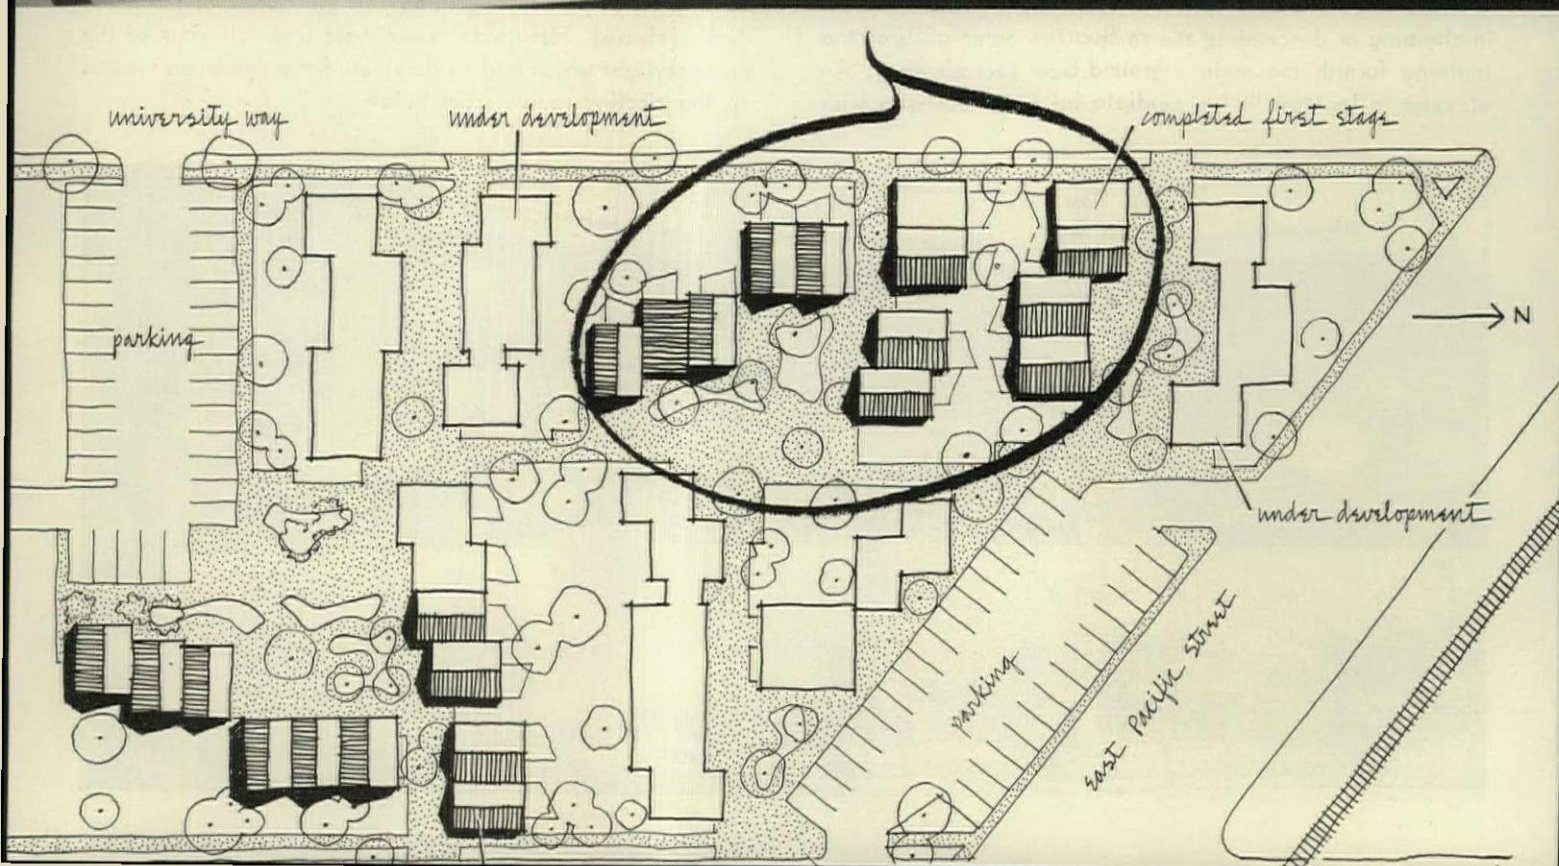 university way
under development
completed first stage
parking
N
under development
parking
east pacific street